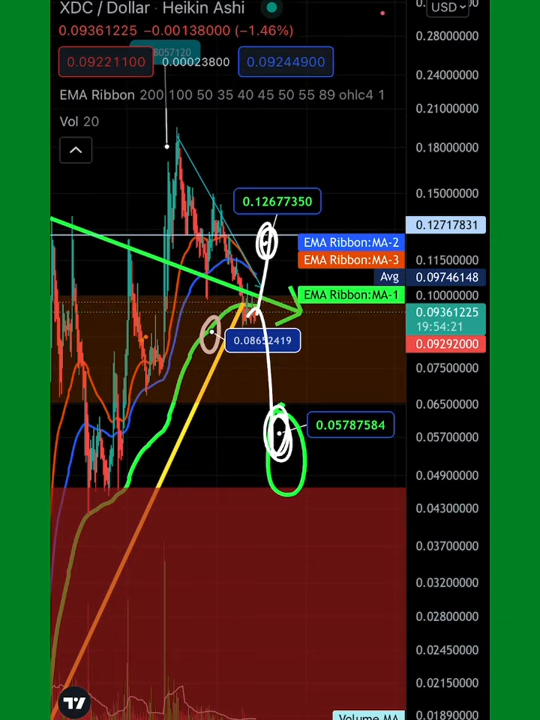 XDC / Dollar · Heikin Ashi
USD
0.09361225 −0.00138000 (−1.46%)
0.09221100
0.00023800
0.09244900
EMA Ribbon 200 100 50 35 40 45 50 55 89 ohlc4 1
Vol 20
0.28000000
0.24000000
0.21000000
0.18000000
0.15000000
0.12677350
0.12717831
EMA Ribbon:MA-2
EMA Ribbon:MA-3
0.11500000
Avg
0.09746148
EMA Ribbon:MA-1
0.10000000
0.09361225
19:54:21
0.08652419
0.09292000
0.07500000
0.06500000
0.05787584
0.05700000
0.04900000
0.04300000
0.03700000
0.03200000
0.02800000
0.02450000
0.02150000
Volume MA
0.01890000